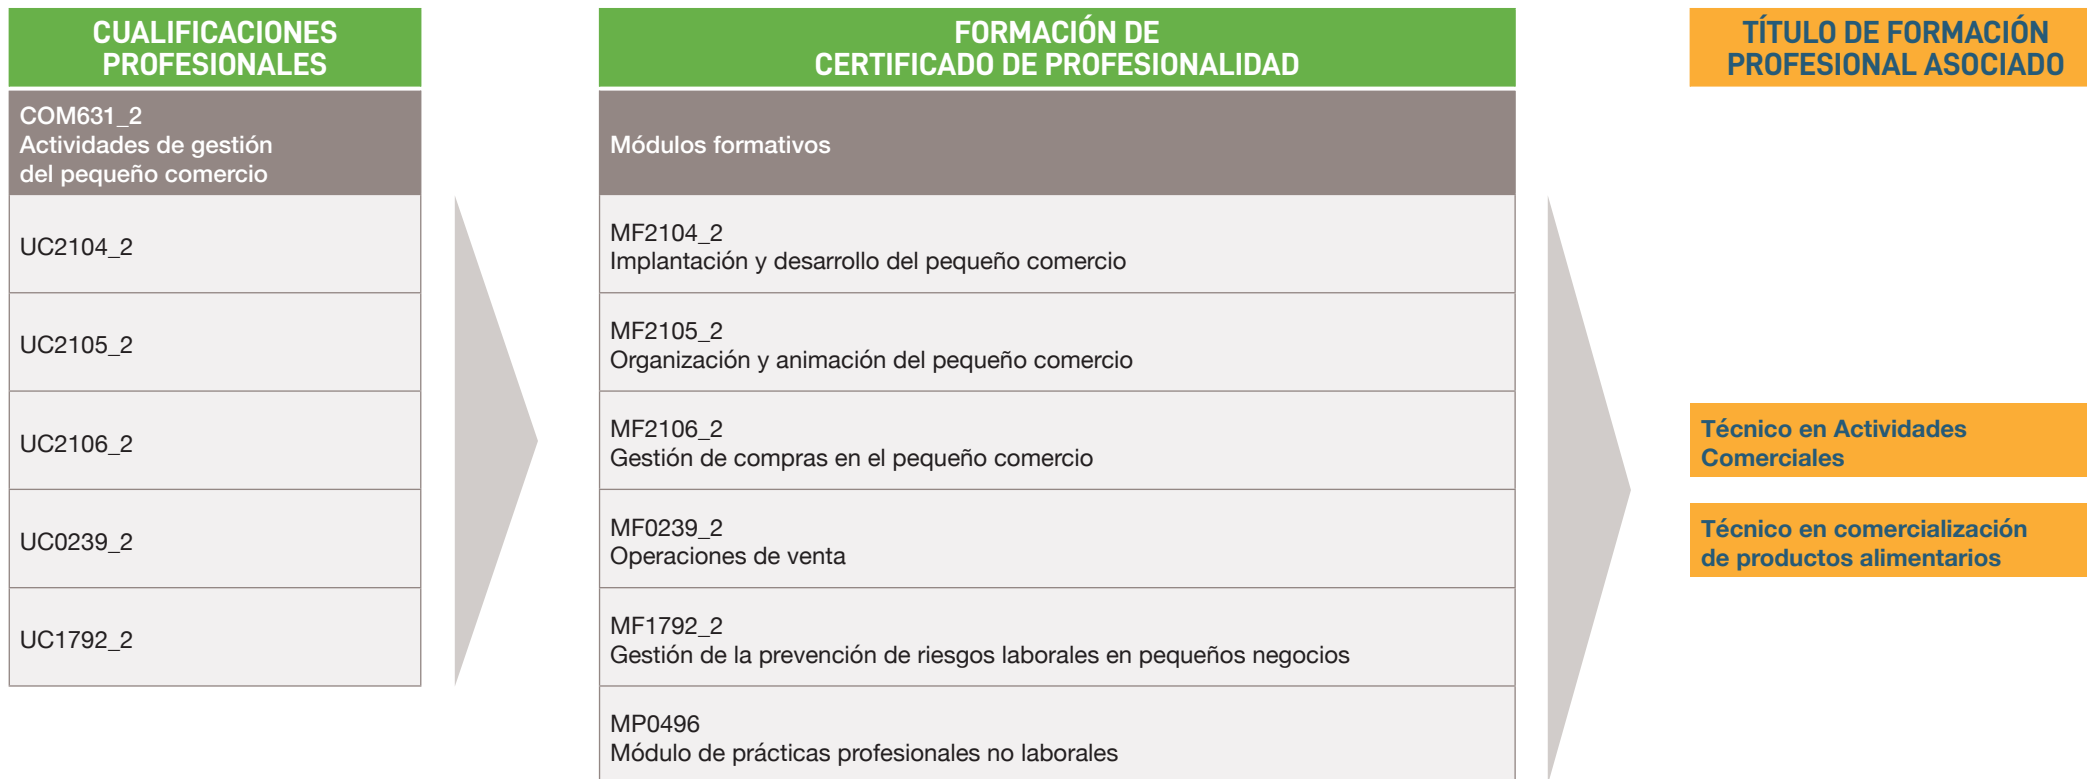 CUALIFICACIONES
PROFESIONALES
COM631_2
Actividades de gestión
del pequeño comercio
UC2104_2
UC2105_2
UC2106_2
UC0239_2
UC1792_2
FORMACIÓN DE
CERTIFICADO DE PROFESIONALIDAD
Módulos formativos
MF2104_2
Implantación y desarrollo del pequeño comercio
MF2105_2
Organización y animación del pequeño comercio
MF2106_2
Gestión de compras en el pequeño comercio
MF0239_2
Operaciones de venta
MF1792_2
Gestión de la prevención de riesgos laborales en pequeños negocios
MP0496
Módulo de prácticas profesionales no laborales
TÍTULO DE FORMACIÓN
PROFESIONAL ASOCIADO
Técnico en Actividades
Comerciales
Técnico en comercialización
de productos alimentarios